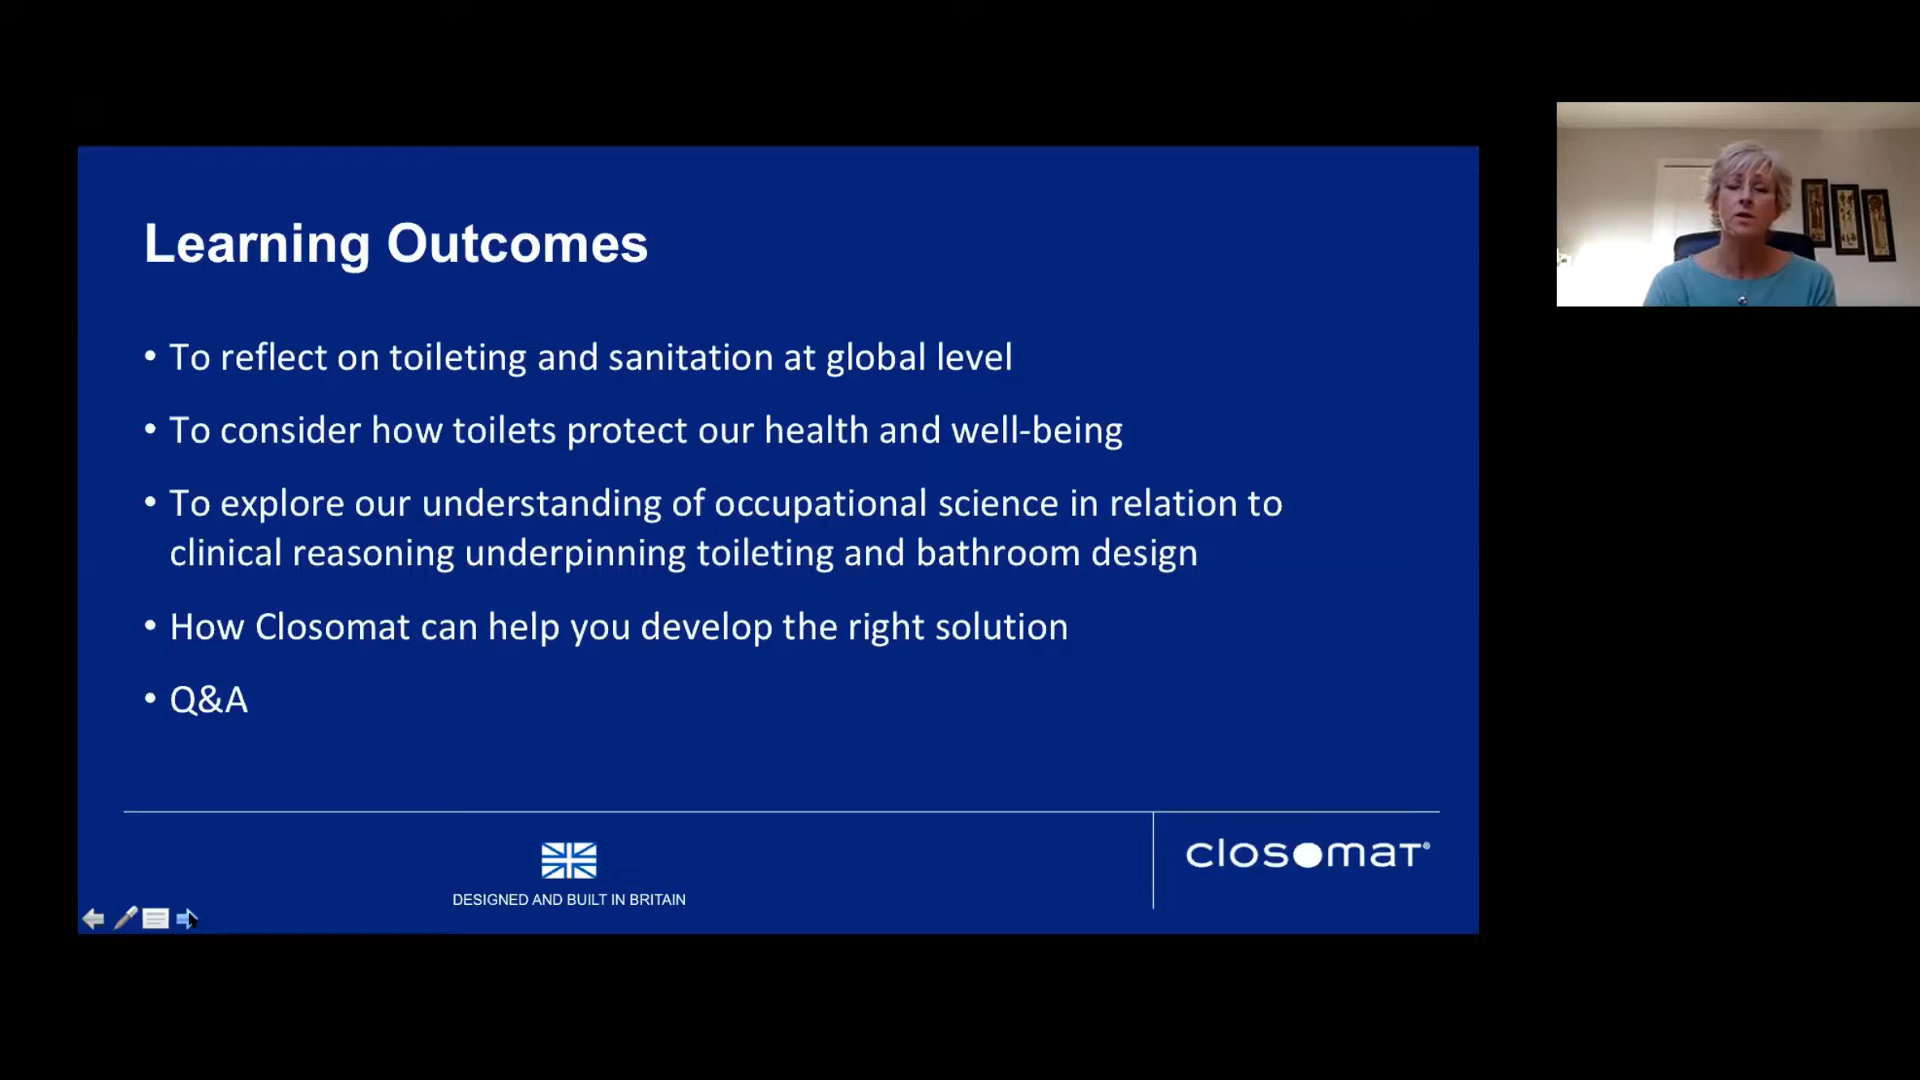 Learning Outcomes
• To reflect on toileting and sanitation at global level
• To consider how toilets protect our health and well-being
• To explore our understanding of occupational science in relation to
clinical reasoning underpinning toileting and bathroom design
• How Closomat can help you develop the right solution
• Q&A
DESIGNED AND BUILT IN BRITAIN
closomat®